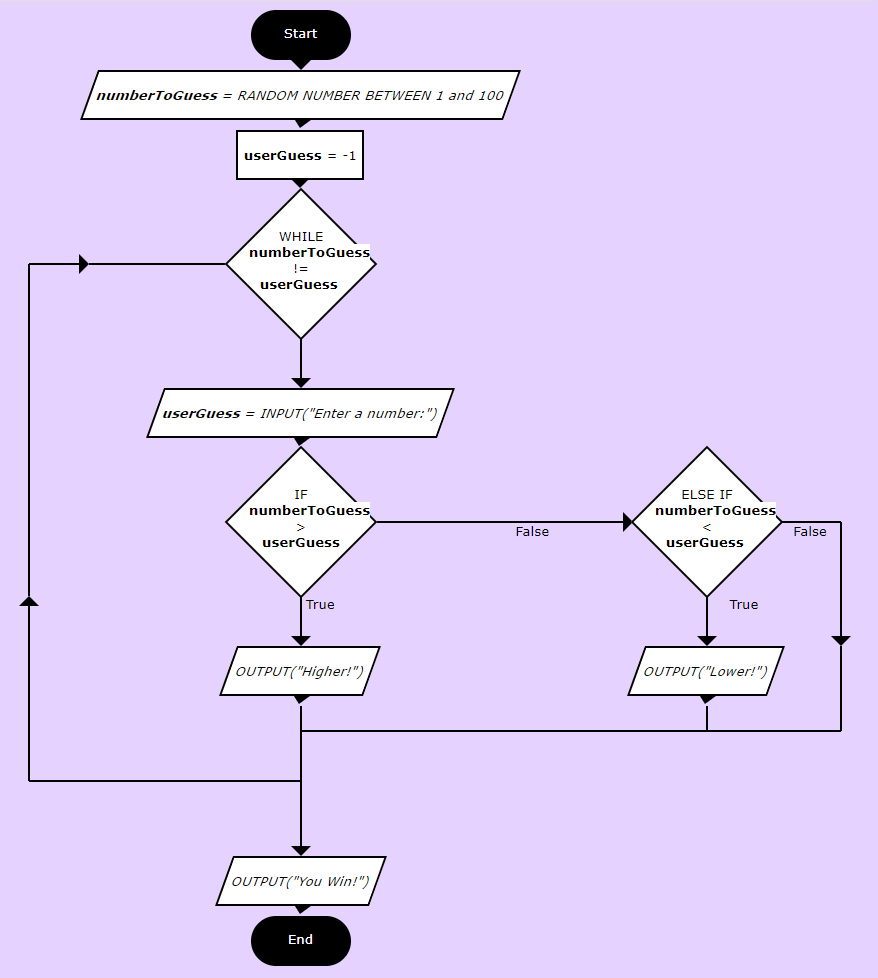 Start
numberToGuess = RANDOM NUMBER BETWEEN 1 and 100
userGuess = -1
WHILE
numberToGuess
!=
userGuess
userGuess = INPUT("Enter a number:")
IF
numberToGuess
>
userGuess
False
ELSE IF
numberToGuess
<
userGuess
False
True
True
OUTPUT("Higher!")
OUTPUT("Lower!")
OUTPUT("You Win!")
End